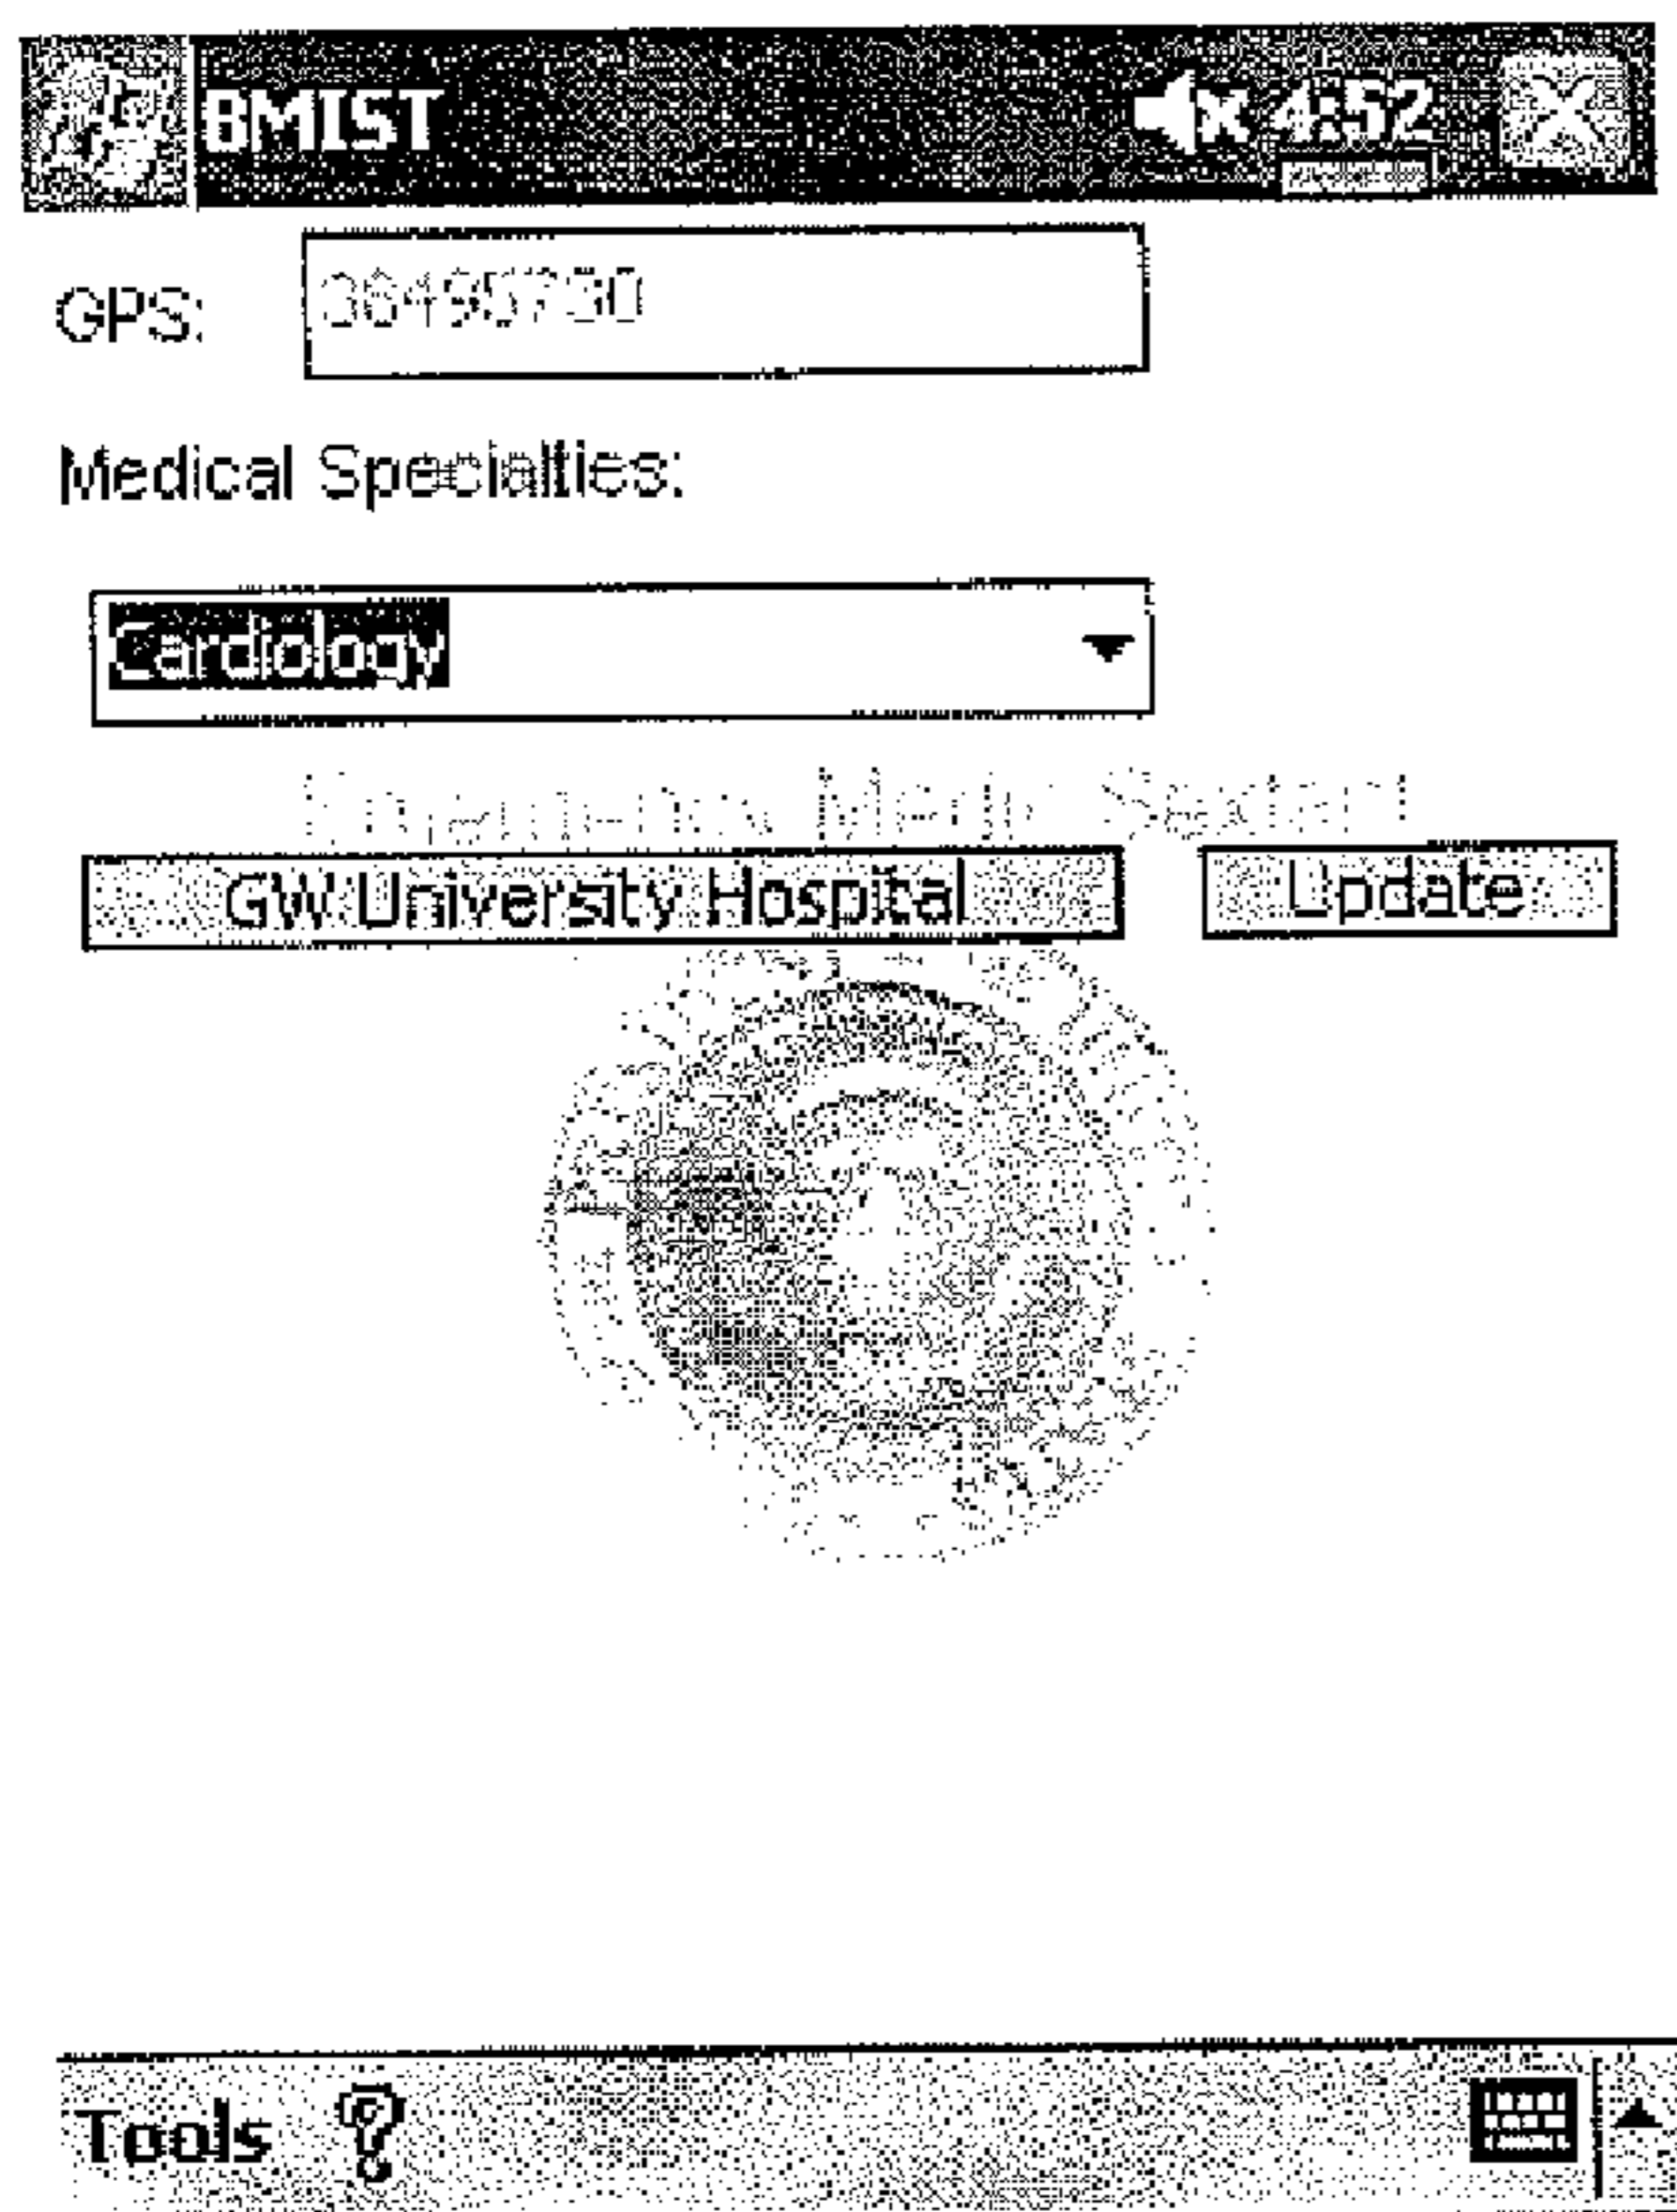 BMIST 4:52
GPS:
Medical Specialties:
Cardiology
GW University Hospital Update
Tools ?